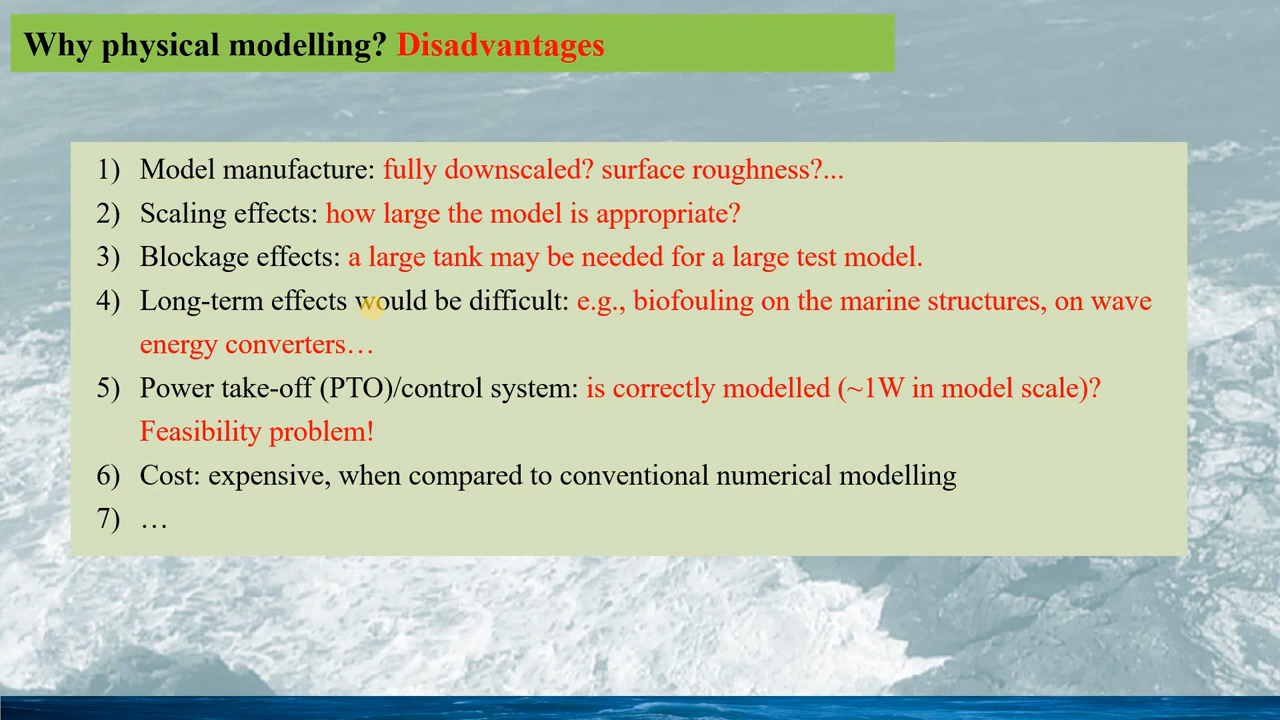 Why physical modelling? Disadvantages
1) Model manufacture: fully downscaled? surface roughness?...
2) Scaling effects: how large the model is appropriate?
3) Blockage effects: a large tank may be needed for a large test model.
4) Long-term effects would be difficult: e.g., biofouling on the marine structures, on wave
energy converters…
5) Power take-off (PTO)/control system: is correctly modelled (~1W in model scale)?
Feasibility problem!
6) Cost: expensive, when compared to conventional numerical modelling
7) …